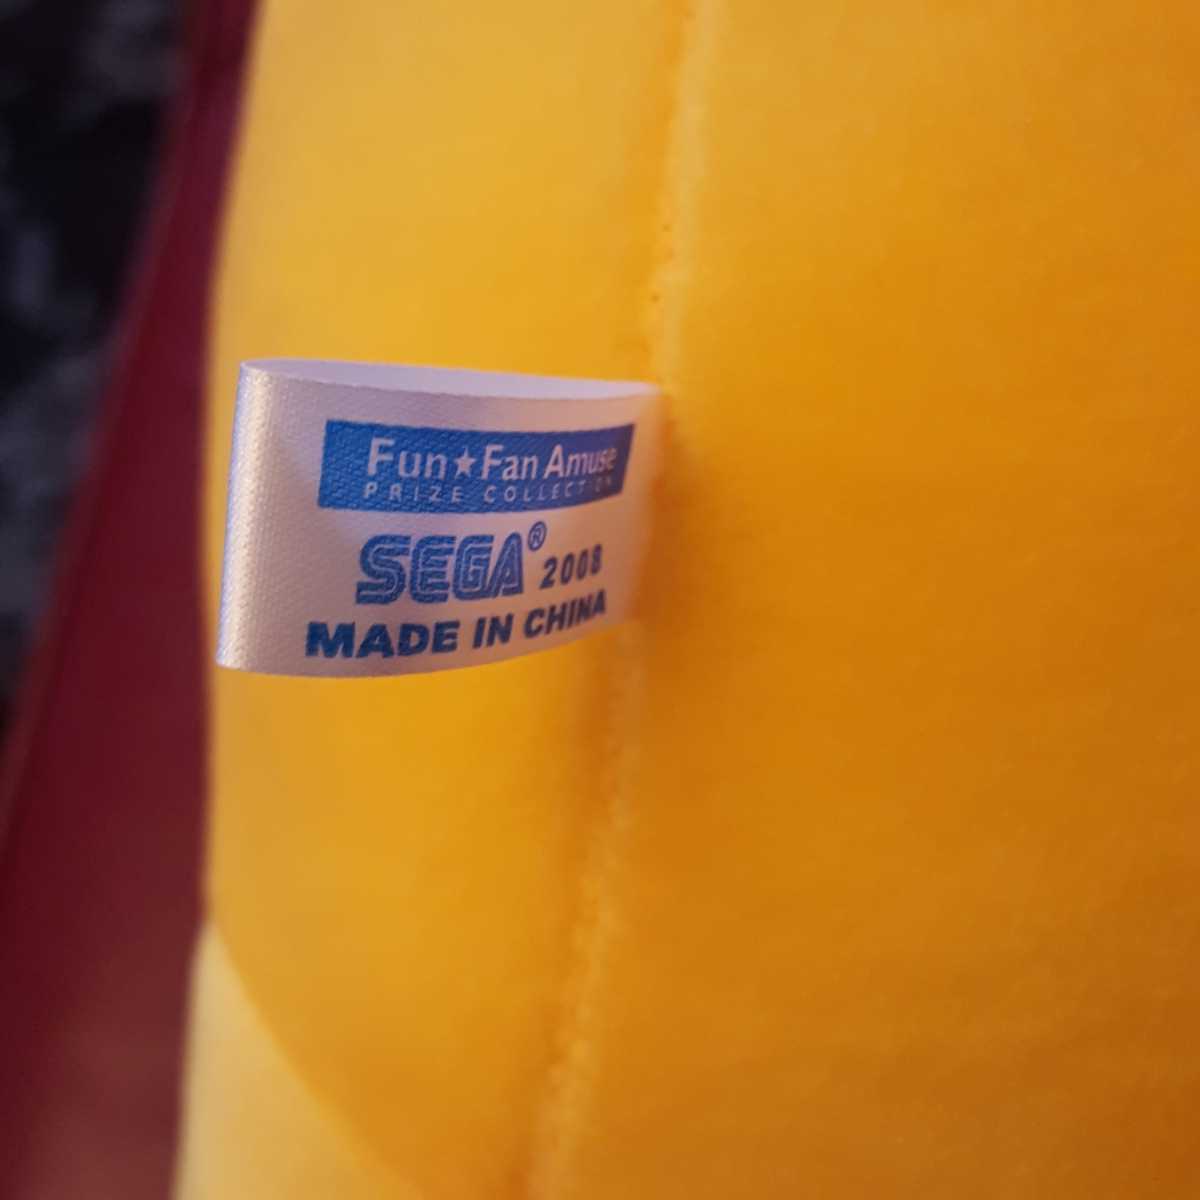 Fun★Fan Amuse
PRIZE COLLECTION
SEGA® 2008
MADE IN CHINA